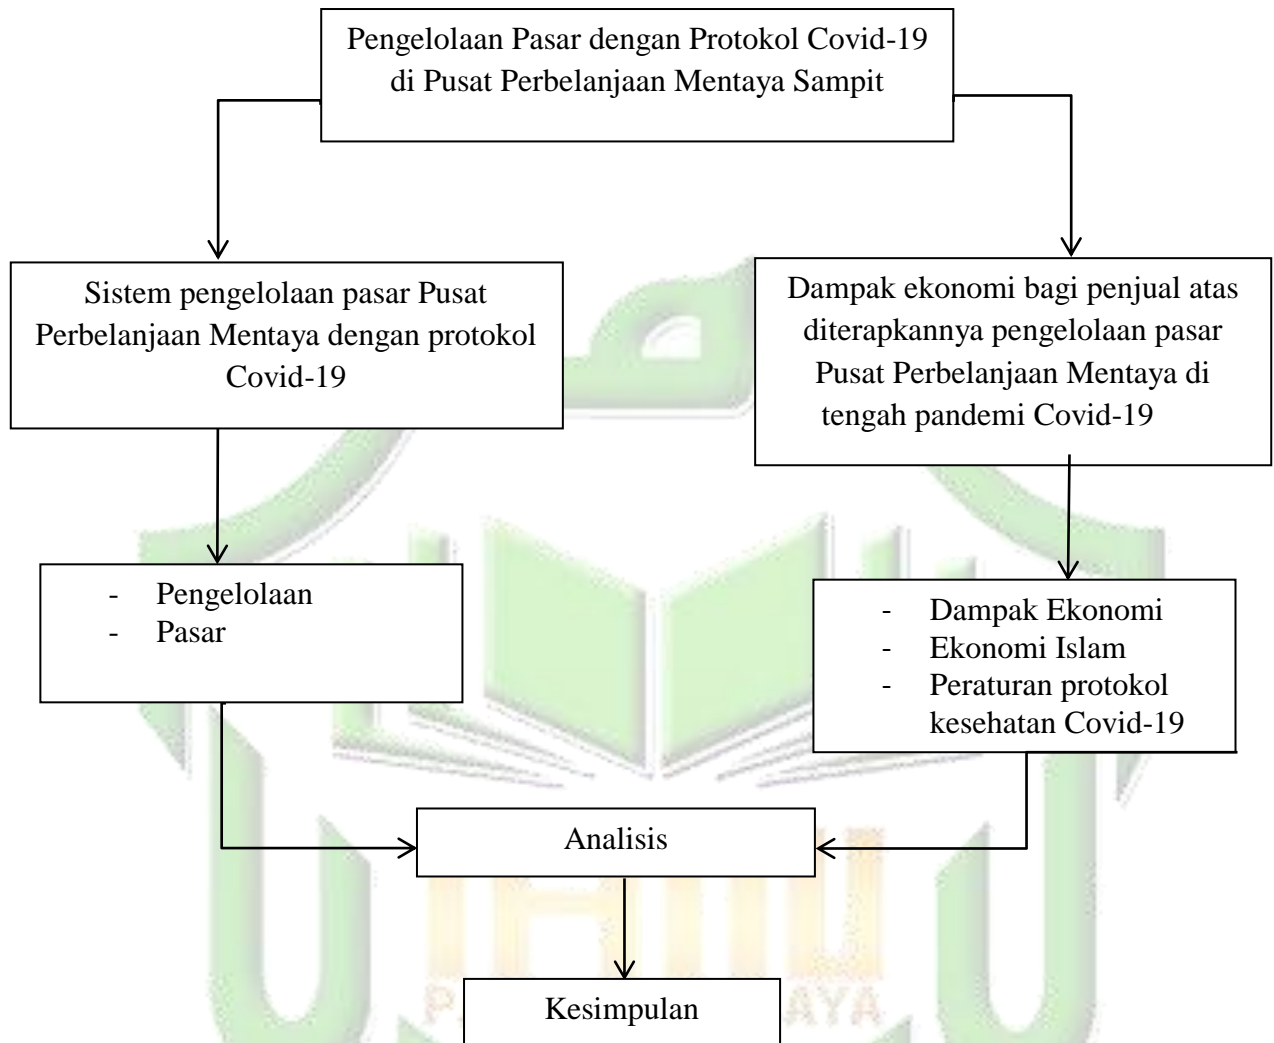 Pengelolaan Pasar dengan Protokol Covid-19
di Pusat Perbelanjaan Mentaya Sampit
Sistem pengelolaan pasar Pusat
Perbelanjaan Mentaya dengan protokol
Covid-19
Dampak ekonomi bagi penjual atas
diterapkannya pengelolaan pasar
Pusat Perbelanjaan Mentaya di
tengah pandemi Covid-19
- Pengelolaan
- Pasar
- Dampak Ekonomi
- Ekonomi Islam
- Peraturan protokol
kesehatan Covid-19
Analisis
Kesimpulan